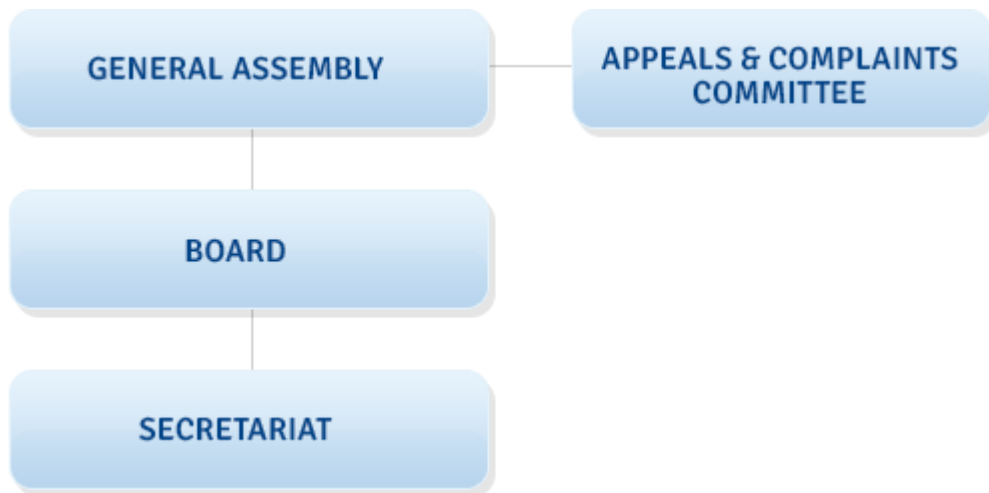 GENERAL ASSEMBLY
APPEALS & COMPLAINTS
COMMITTEE
BOARD
SECRETARIAT